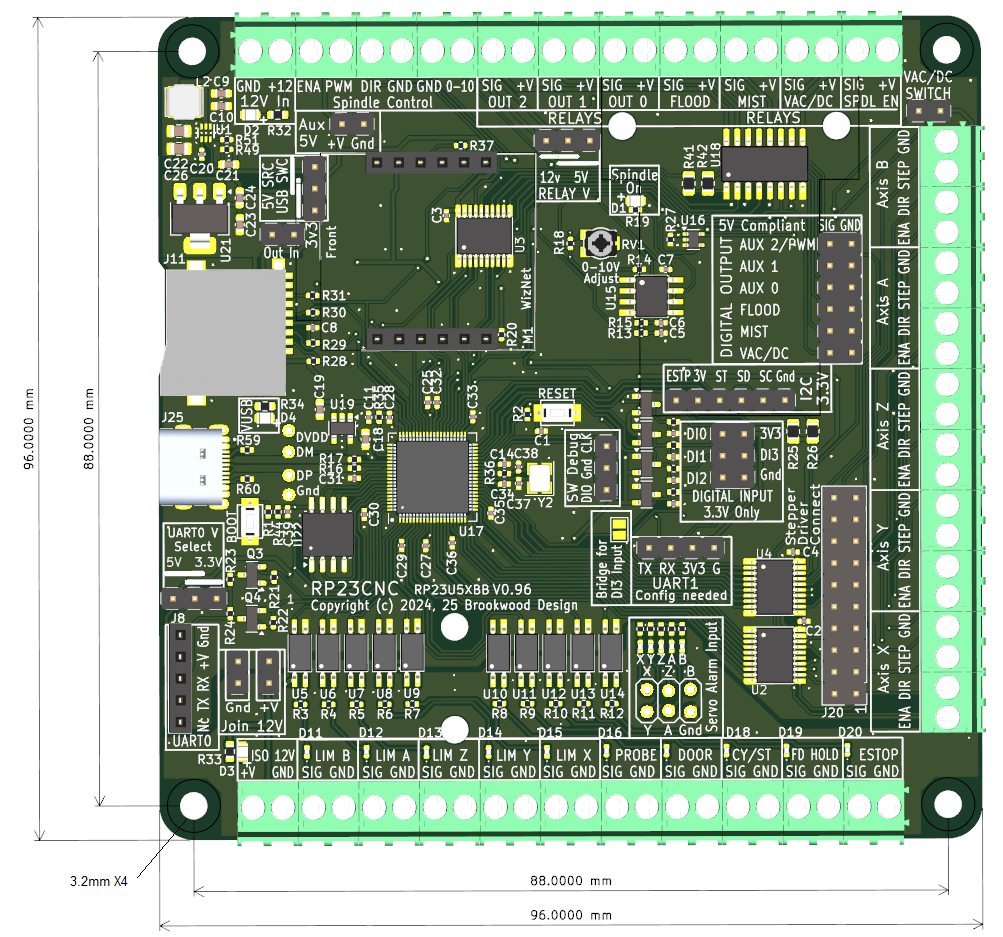 GND +12 ENA PWM DIR GND GND 0-10 SIG +V SIG +V SIG +V SIG +V SIG +V SIG +V SIG +V
12V In Spindle Control OUT 2 OUT 1 OUT 0 FLOOD MIST VAC/DC SPDL EN
RELAYS RELAYS
VAC/DC
SWITCH
L2 C9
C10
D2 R32
Aux
5V +V Gnd
IU1
R51
R49
C22
C26
C20
C21
5V SRC
USB SWC
R37
12v 5V
RELAY V
Spindle
On
D1
R19
R41
R42
U18
C24
C23
U21
3V3
Front
Out In
C3
U3
WizNet
M1
R18
RV1
0-10V
Adjust
R27
U16
R14 C7
U15
R15
R13
C6
C5
5V Compliant SIG GND
DIGITAL OUTPUT
AUX 2/PWM
AUX 1
AUX 0
FLOOD
MIST
VAC/DC
Axis B
ENA DIR STEP GND
Axis A
ENA DIR STEP GND
Axis Z
ENA DIR STEP GND
Axis Y
ENA DIR STEP GND
Axis X
ENA DIR STEP GND
J11
R31
R30
C8
R29
R28
R20
ESTP 3V ST SD SC Gnd
I2C
3.3V
C19
C25
C32
C33
C11
C15
C28
U19
C18
RESET
R2
C1
J25
VUSB
R34
D4
R59
DVDD
DM
DP
Gnd
R17
R16
C31
R60
C14 C38
R36
C34
C37
C35
Y2
SW Debug
DIO Gnd CLK
DI0
DI1
DI2
3V3
DI3
Gnd
DIGITAL INPUT
3.3V Only
R25
R26
BOOT
R1
R44
C39
U22
C30
U17
C29
C27
C36
UART0 V
Select
5V 3.3V
R23
Q3
R21
Q4
R24
R22
1
RP23CNC RP23U5XBB V0.96
Copyright (c) 2024, 25 Brookwood Design
Bridge for
DI3 Input
TX RX 3V3 G
UART1
Config needed
Stepper
Driver
Connect
U4
C4
C2
U2
J20
1
J8
Nc TX RX +V Gnd
UART0
Gnd +V
Join 12V
U5 U6 U7 U8 U9 U10 U11 U12 U13 U14
R3 R4 R5 R6 R7 R8 R9 R10 R11 R12
XYZAB
X Z B
Y A Gnd
Servo Alarm Input
D11 D12 D13 D14 D15 D16 D18 D19 D20
R33
D3
ISO 12V LIM B LIM A LIM Z LIM Y LIM X PROBE DOOR CY/ST FD HOLD ESTOP
+V GND SIG GND SIG GND SIG GND SIG GND SIG GND SIG GND SIG GND SIG GND SIG GND SIG GND
96.0000 mm
88.0000 mm
3.2mm X4
88.0000 mm
96.0000 mm